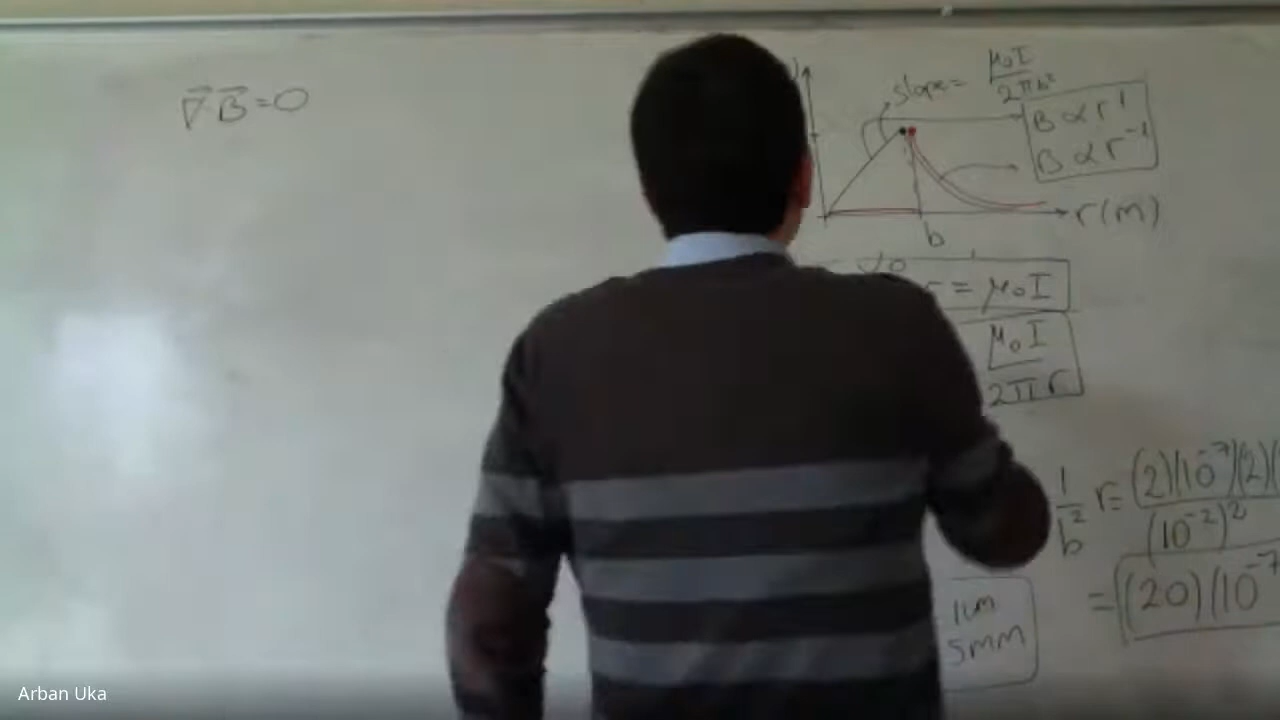 ∇⃗ B⃗ = 0
slope = μ₀I / 2πb²
B ∝ r¹
B ∝ r⁻¹
r(m)
b
r = μ₀I
μ₀I / 2πr
1/b² r = (2)(10⁻⁷)(2) / (10⁻²)²
= (20)(10⁻⁷
1cm
5mm
Arban Uka